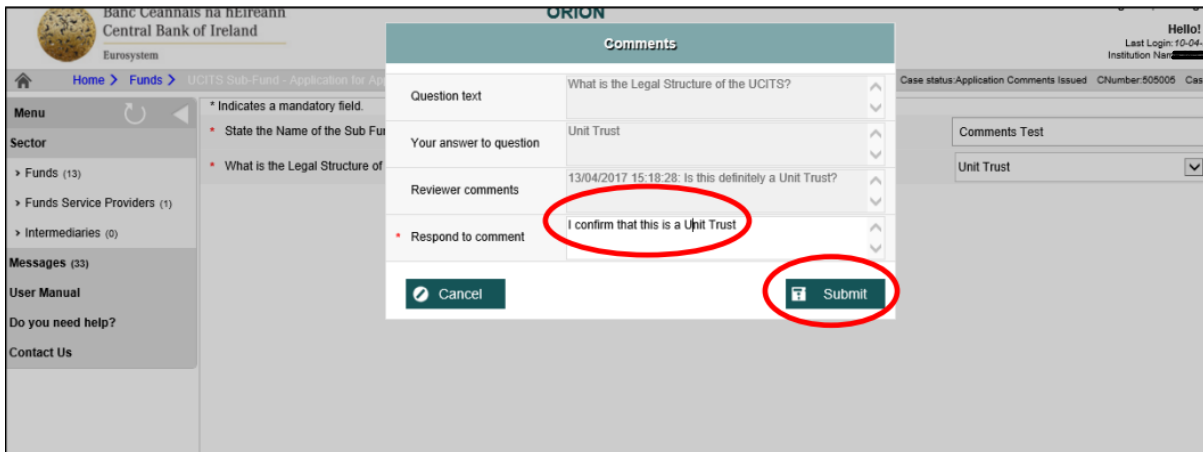 Banc Ceannais na hÉireann
Central Bank of Ireland
Eurosystem
ORION
Hello!
Last Login:10-04-
Institution Nam
Home > Funds > UCITS Sub-Fund - Application for App
Case status:Application Comments Issued CNumber:505005 Cas
Menu
Sector
> Funds (13)
> Funds Service Providers (1)
> Intermediaries (0)
Messages (33)
User Manual
Do you need help?
Contact Us
* Indicates a mandatory field.
* State the Name of the Sub Fu
Comments Test
* What is the Legal Structure of
Unit Trust
Comments
Question text
What is the Legal Structure of the UCITS?
Your answer to question
Unit Trust
Reviewer comments
13/04/2017 15:18:28: Is this definitely a Unit Trust?
* Respond to comment
I confirm that this is a Unit Trust
Cancel
Submit